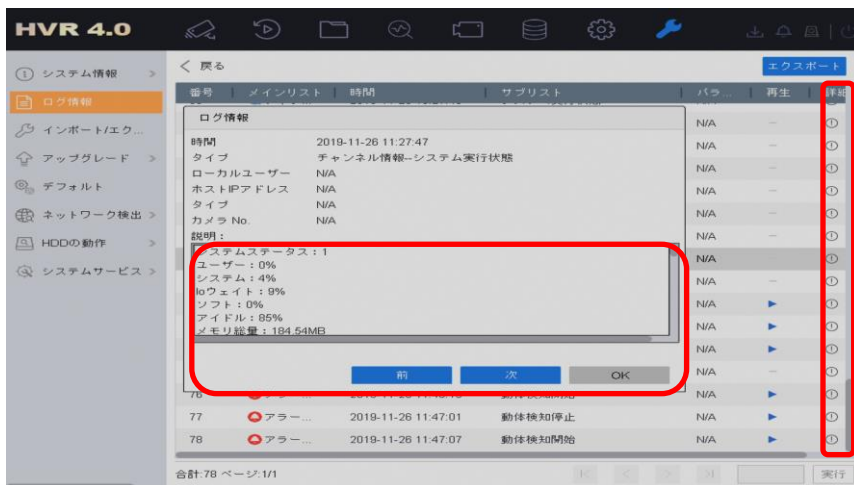 HVR 4.0
戻る
エクスポート
システム情報
ログ情報
インポート/エク...
アップグレード
デフォルト
ネットワーク検出
HDDの動作
システムサービス
番号 メインリスト 時間 サブリスト パラ... 再生 詳細
N/A
N/A
N/A
N/A
N/A
N/A
N/A
N/A
N/A
N/A
N/A
N/A
ログ情報
時間 2019-11-26 11:27:47
タイプ チャンネル情報--システム実行状態
ローカルユーザー N/A
ホストIPアドレス N/A
タイプ N/A
カメラ No. N/A
説明:
システムステータス:1
ユーザー:0%
システム:4%
Ioウェイト:9%
ソフト:0%
アイドル:85%
メモリ総量:184.54MB
前 次 OK
76 アラー... 動体検知開始 N/A
77 アラー... 2019-11-26 11:47:01 動体検知停止 N/A
78 アラー... 2019-11-26 11:47:07 動体検知開始 N/A
合計:78 ページ:1/1
実行